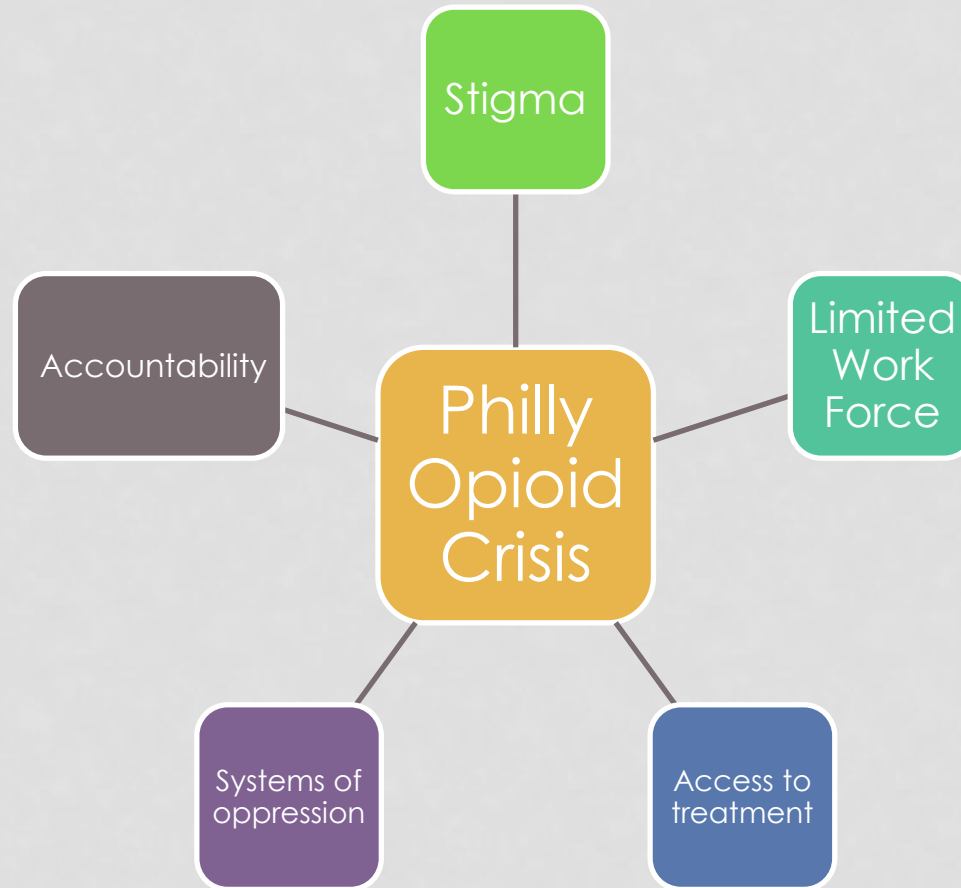 Stigma
Limited
Work
Force
Accountability
Philly
Opioid
Crisis
Systems of
oppression
Access to
treatment